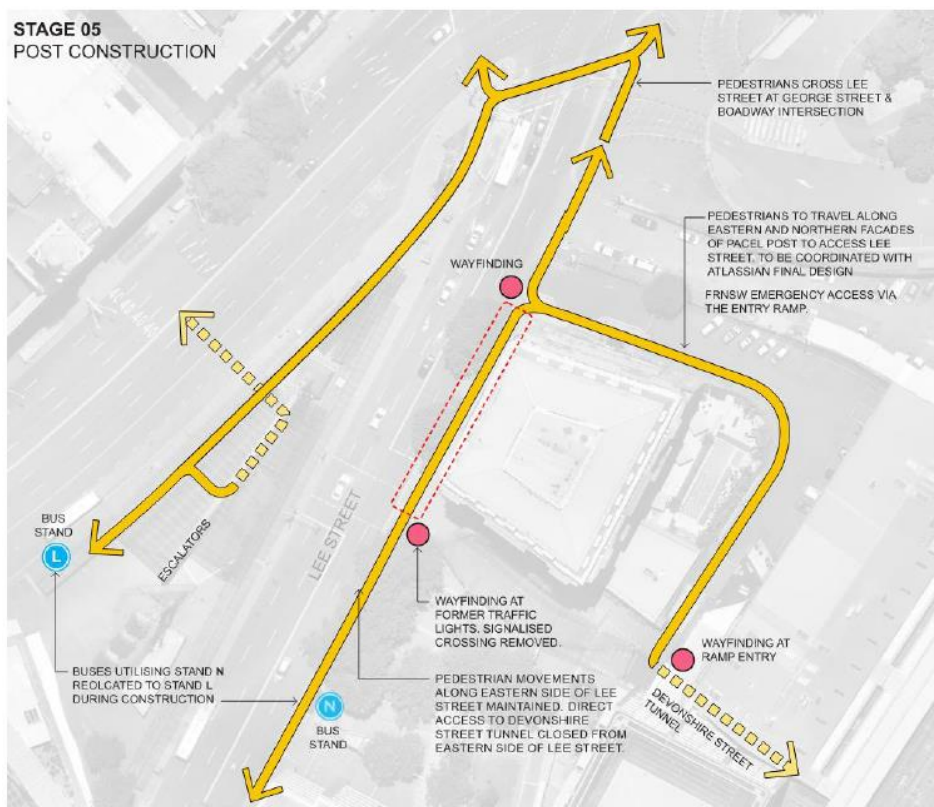 STAGE 05
POST CONSTRUCTION
PEDESTRIANS CROSS LEE
STREET AT GEORGE STREET &
BOADWAY INTERSECTION
PEDESTRIANS TO TRAVEL ALONG
EASTERN AND NORTHERN FACADES
OF PACEL POST TO ACCESS LEE
STREET. TO BE COORDINATED WITH
ATLASSIAN FINAL DESIGN
FRNSW EMERGENCY ACCESS VIA
THE ENTRY RAMP.
WAYFINDING
BUS
STAND
L
ESCALATORS
LEE STREET
WAYFINDING AT
FORMER TRAFFIC
LIGHTS. SIGNALISED
CROSSING REMOVED.
WAYFINDING AT
RAMP ENTRY
BUSES UTILISING STAND N
REOLCATED TO STAND L
DURING CONSTRUCTION
PEDESTRIAN MOVEMENTS
ALONG EASTERN SIDE OF LEE
STREET MAINTAINED. DIRECT
ACCESS TO DEVONSHIRE
STREET TUNNEL CLOSED FROM
EASTERN SIDE OF LEE STREET.
N
BUS
STAND
DEVONSHIRE STREET
TUNNEL